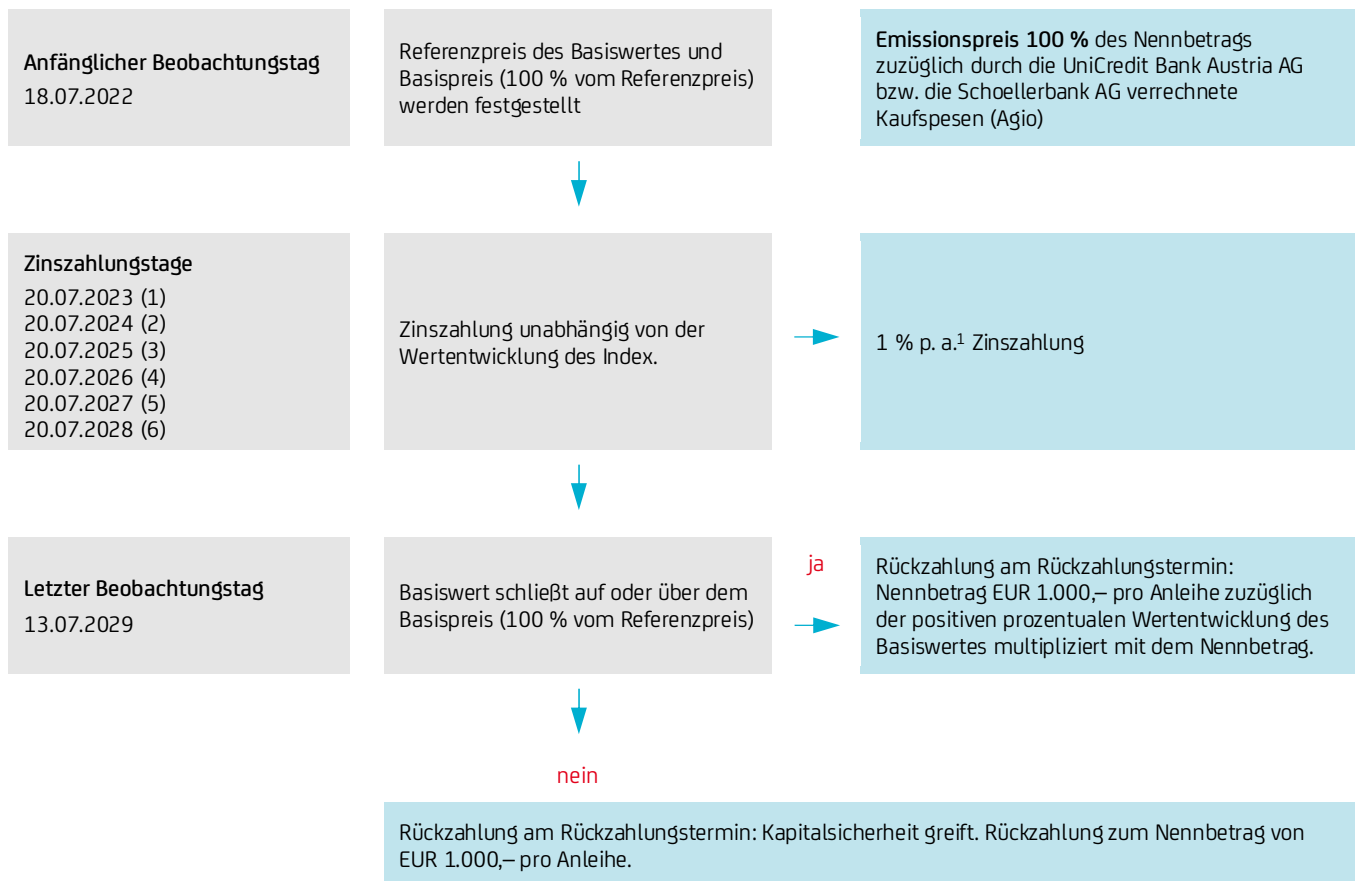 Anfänglicher Beobachtungstag
18.07.2022
Referenzpreis des Basiswertes und
Basispreis (100 % vom Referenzpreis)
werden festgestellt
Emissionspreis 100 % des Nennbetrags
zuzüglich durch die UniCredit Bank Austria AG
bzw. die Schoellerbank AG verrechnete
Kaufspesen (Agio)
Zinszahlungstage
20.07.2023 (1)
20.07.2024 (2)
20.07.2025 (3)
20.07.2026 (4)
20.07.2027 (5)
20.07.2028 (6)
Zinszahlung unabhängig von der
Wertentwicklung des Index.
1 % p. a.¹ Zinszahlung
Letzter Beobachtungstag
13.07.2029
Basiswert schließt auf oder über dem
Basispreis (100 % vom Referenzpreis)
ja
Rückzahlung am Rückzahlungstermin:
Nennbetrag EUR 1.000,– pro Anleihe zuzüglich
der positiven prozentualen Wertentwicklung des
Basiswertes multipliziert mit dem Nennbetrag.
nein
Rückzahlung am Rückzahlungstermin: Kapitalsicherheit greift. Rückzahlung zum Nennbetrag von
EUR 1.000,– pro Anleihe.